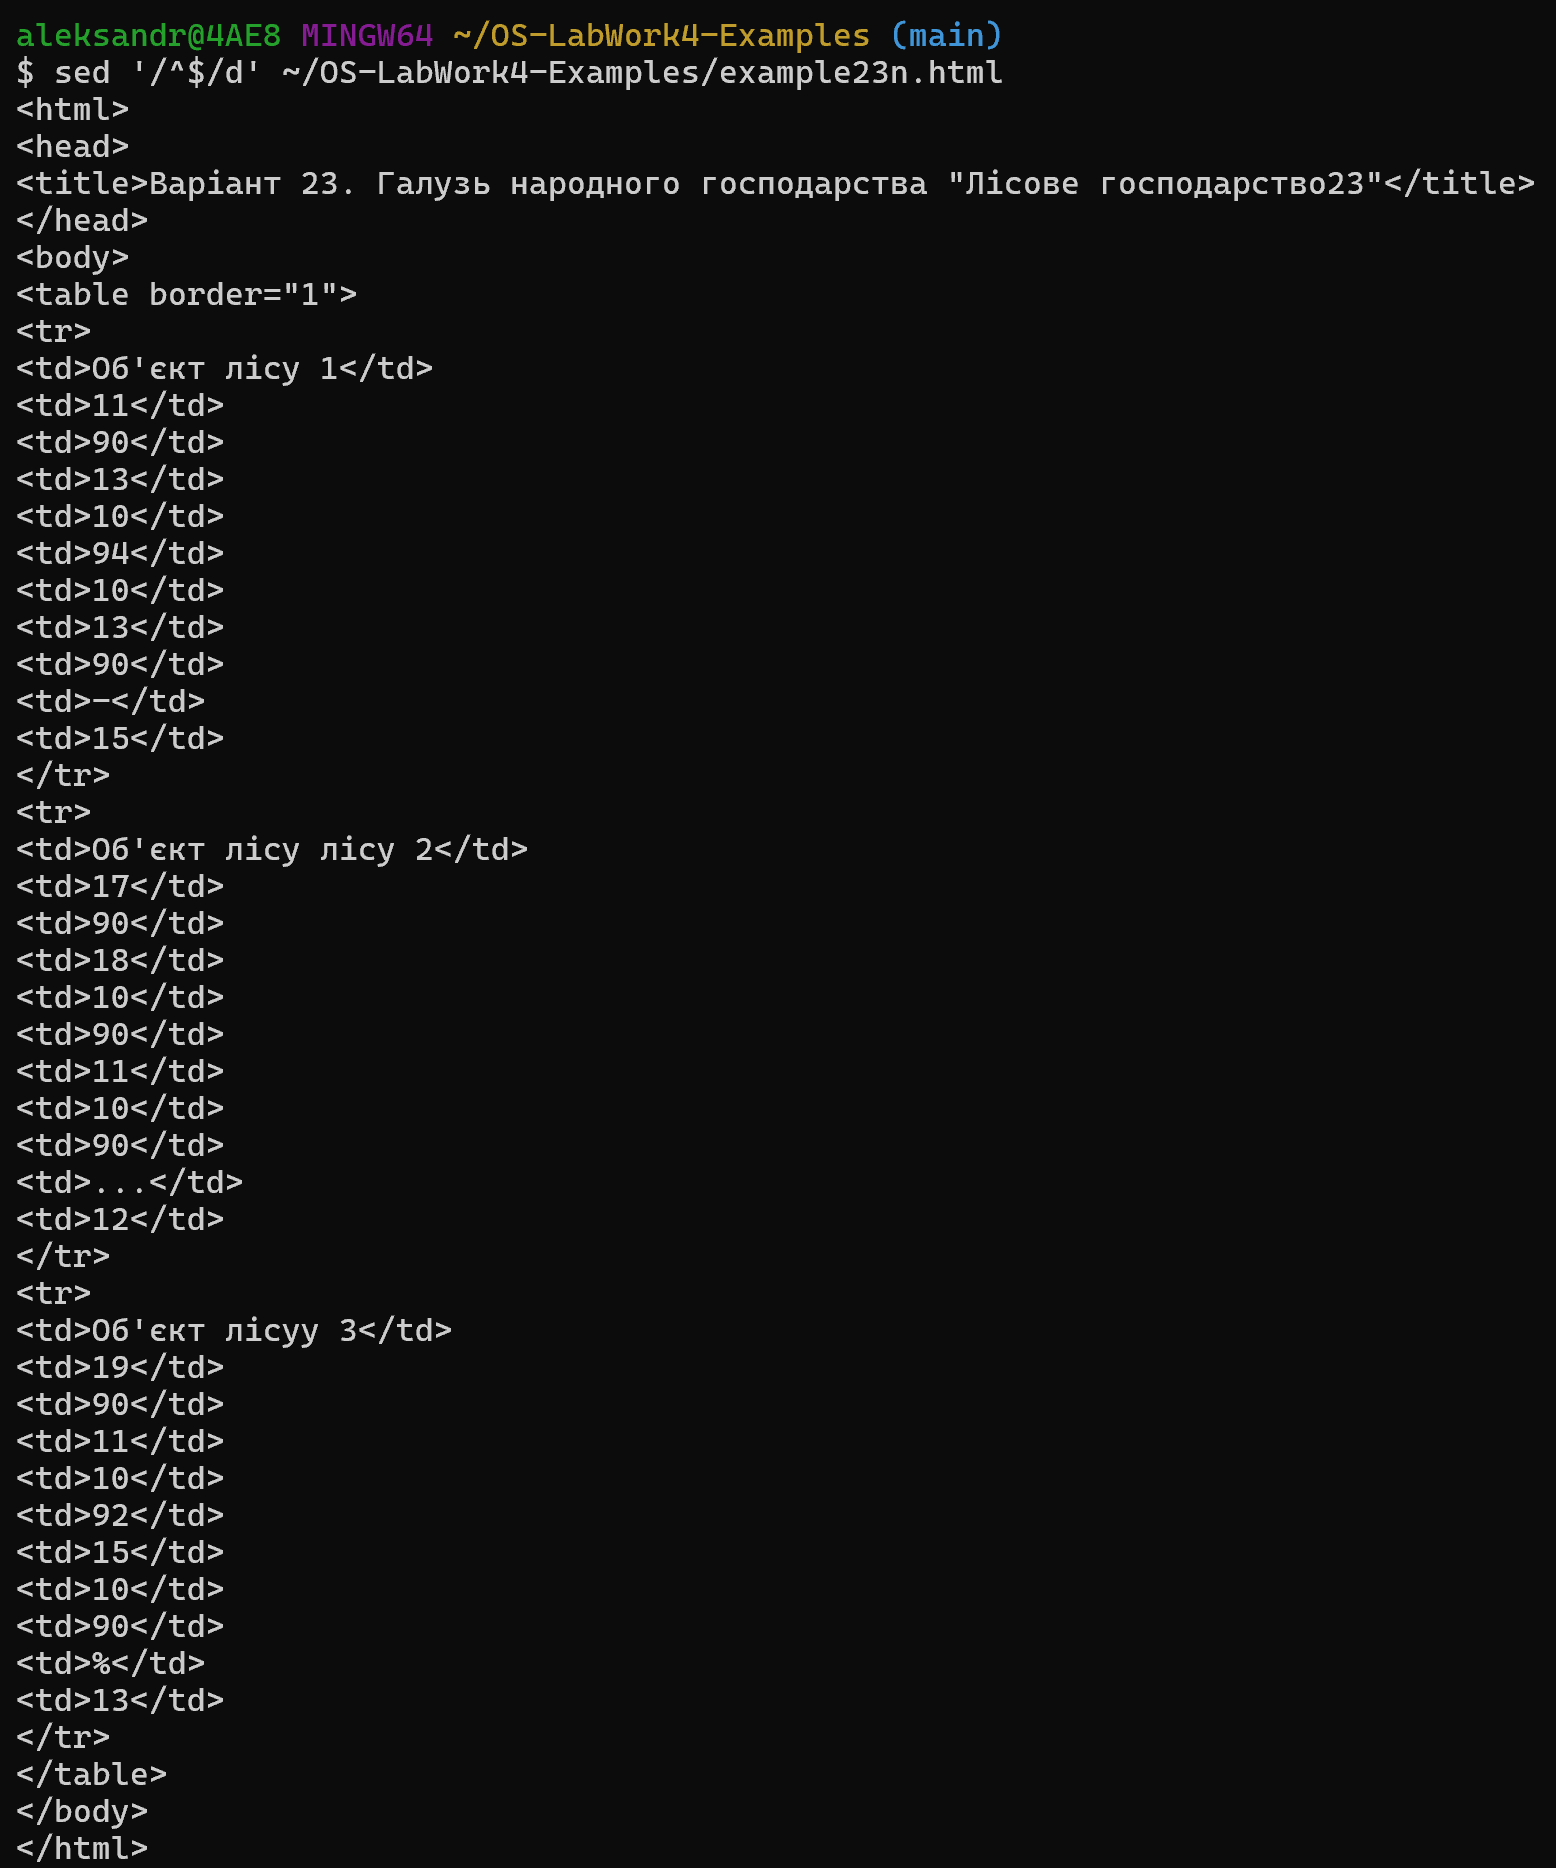 aleksandr@4AE8 MINGW64 ~/OS-LabWork4-Examples (main)
$ sed '/^$/d' ~/OS-LabWork4-Examples/example23n.html
<html>
<head>
<title>Варіант 23. Галузь народного господарства "Лісове господарство23"</title>
</head>
<body>
<table border="1">
<tr>
<td>Об'єкт лісу 1</td>
<td>11</td>
<td>90</td>
<td>13</td>
<td>10</td>
<td>94</td>
<td>10</td>
<td>13</td>
<td>90</td>
<td>-</td>
<td>15</td>
</tr>
<tr>
<td>Об'єкт лісу лісу 2</td>
<td>17</td>
<td>90</td>
<td>18</td>
<td>10</td>
<td>90</td>
<td>11</td>
<td>10</td>
<td>90</td>
<td>...</td>
<td>12</td>
</tr>
<tr>
<td>Об'єкт лісуу 3</td>
<td>19</td>
<td>90</td>
<td>11</td>
<td>10</td>
<td>92</td>
<td>15</td>
<td>10</td>
<td>90</td>
<td>%</td>
<td>13</td>
</tr>
</table>
</body>
</html>